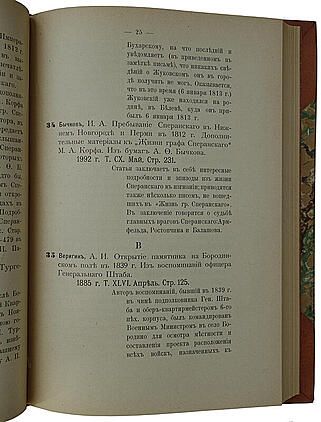 — 25 —
Бухарскому, на что послѣдній и
увѣдомляетъ (въ приведенномъ въ
замѣткѣ письмѣ), что никакихъ свѣ-
дѣній о Жуковскомъ онъ въ горо-
дѣ получить не могъ. Оказывается,
что въ это время (6 января 1813 г.)
Жуковскій уже находился на ро-
динѣ, въ Бѣлевѣ, куда онъ при-
былъ 6 января 1813 г.
34 Бычковъ, И. А. Пребываніе Сперанскаго въ Ниж-
немъ Новгородѣ и Перми въ 1812 г. Дополни-
тельные матеріалы къ „Жизни графа Сперанскаго"
М. А. Корфа. Изъ бумагъ А. Ѳ. Бычкова.
1902 г. Т. CX. Май. Стр. 231.
Статья заключаетъ въ себѣ интересные
подробности и эпизоды изъ жизни
Сперанскаго въ изгнаніи; приводятся
также нѣсколько писемъ, не вошед-
шихъ въ «Жизнь гр. Сперанскаго».
Въ заключеніе говорится о судьбѣ
главныхъ враговъ Сперанскаго Арм-
фельда, Ростопчина и Балашова.
В
35 Веригинъ, А. И. Открытіе памятника на Бородин-
скомъ полѣ въ 1839 г. Изъ воспоминаній офицера
Генеральнаго Штаба.
1885 г. Т. XLVI. Апрѣль. Стр. 125.
Авторъ воспоминаній, бывшій въ 1839 г.
въ чинѣ подполковника Ген. Штаба
и оберъ-квартирмейстеромъ 6-го
пѣх. корпуса, былъ командированъ
Военнымъ Министромъ въ село Бо-
родино для осмотра мѣстности и
составленія проекта расположенія
всѣхъ войскъ, назначенныхъ къ